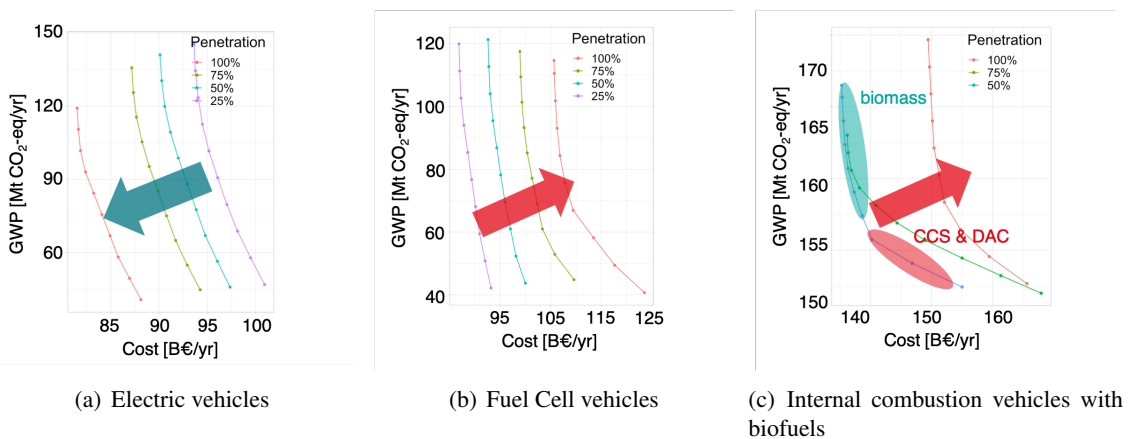 150
120
90
60
GWP [Mt CO₂-eq/yr]
Penetration
100%
75%
50%
25%
85 90 95 100
Cost [B€/yr]
(a) Electric vehicles
120
100
80
60
40
GWP [Mt CO₂-eq/yr]
Penetration
100%
75%
50%
25%
95 105 115 125
Cost [B€/yr]
(b) Fuel Cell vehicles
170
165
160
155
150
GWP [Mt CO₂-eq/yr]
Penetration
100%
75%
50%
biomass
CCS & DAC
140 150 160
Cost [B€/yr]
(c) Internal combustion vehicles with
biofuels